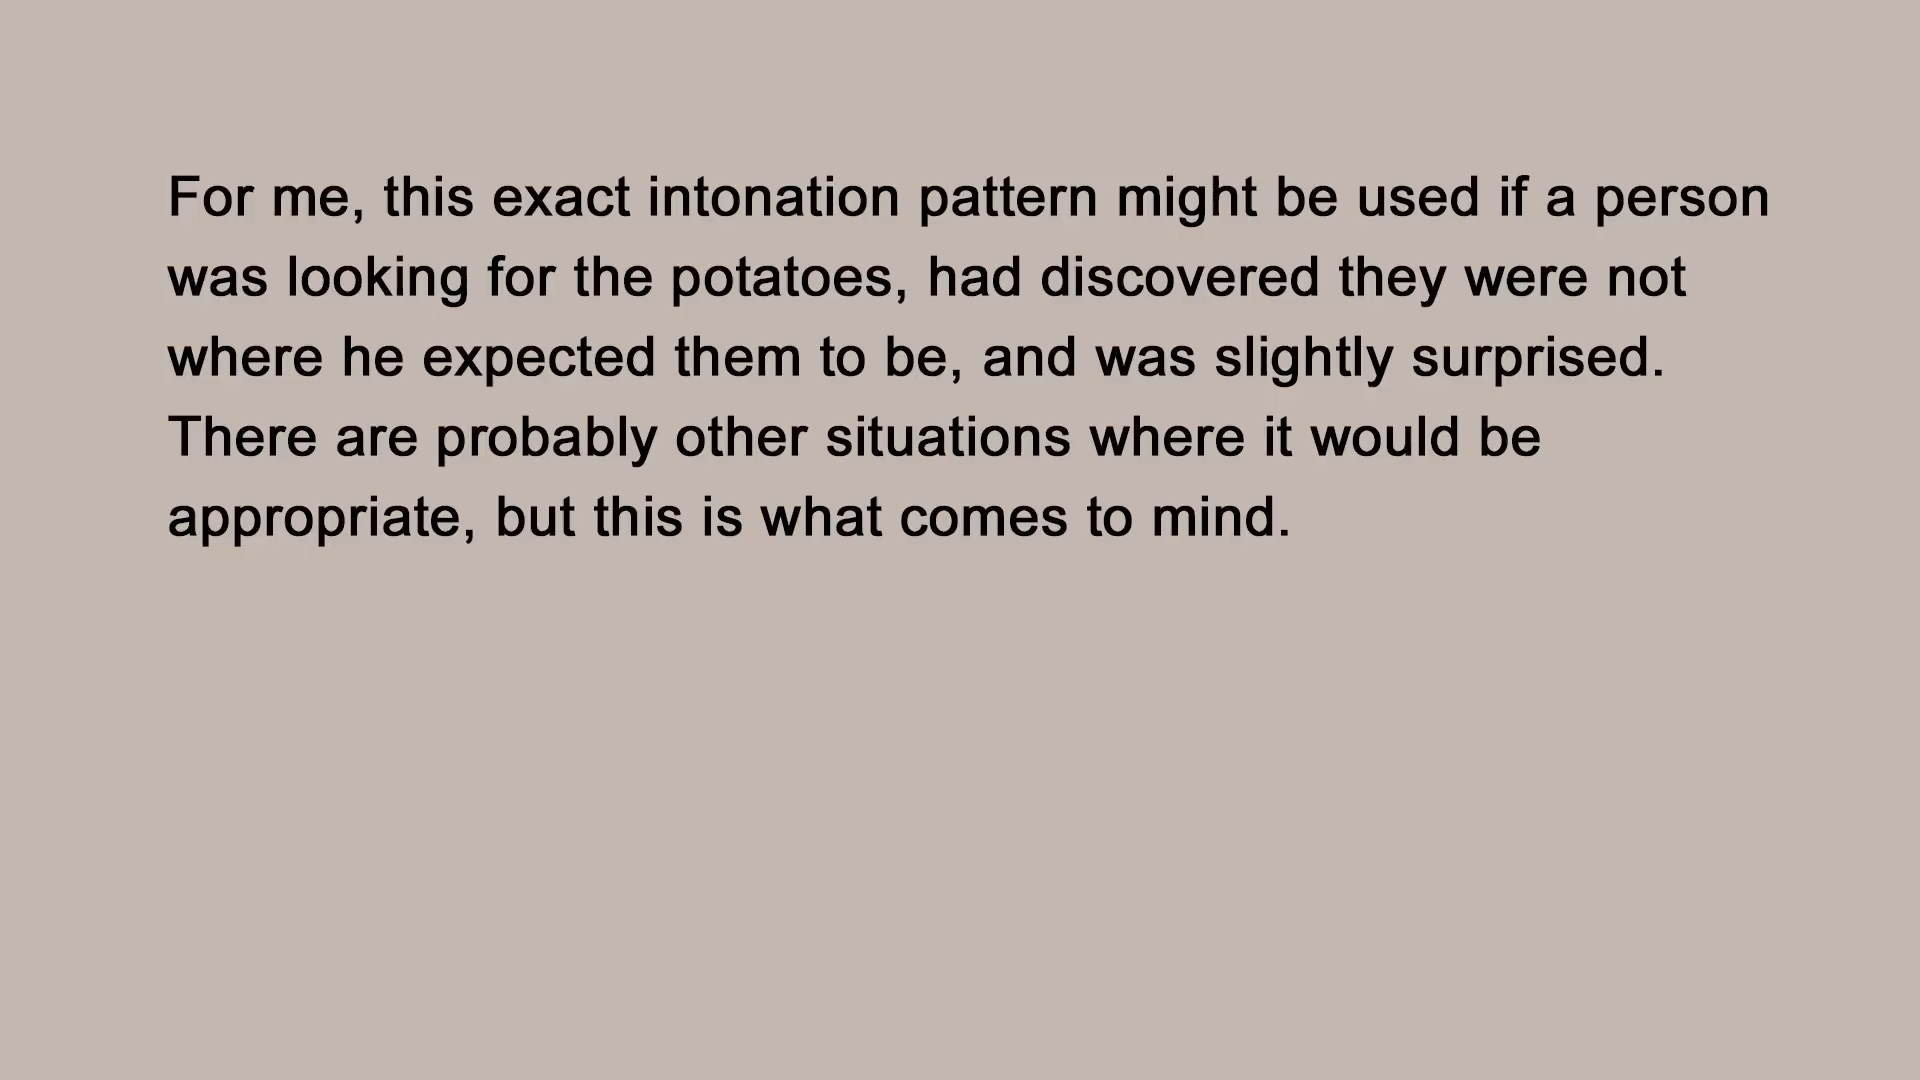 For me, this exact intonation pattern might be used if a person
was looking for the potatoes, had discovered they were not
where he expected them to be, and was slightly surprised.
There are probably other situations where it would be
appropriate, but this is what comes to mind.